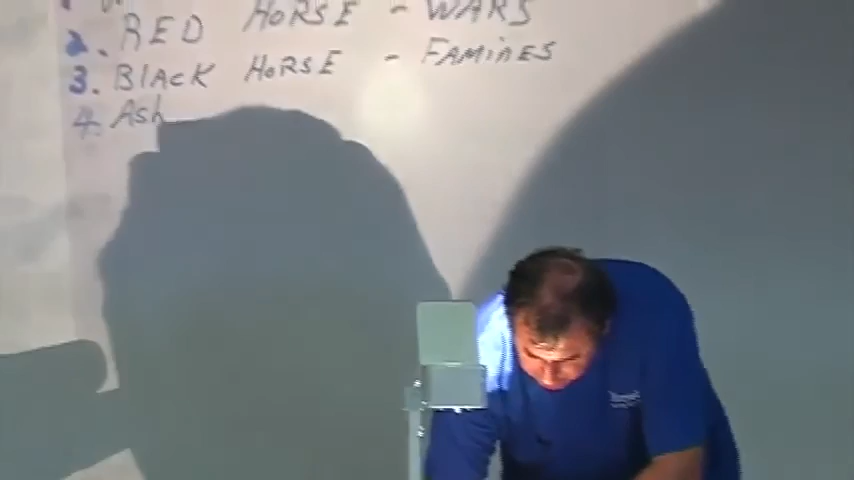 2. RED HORSE - WARS
3. BLACK HORSE - FAMINES
4. Ash